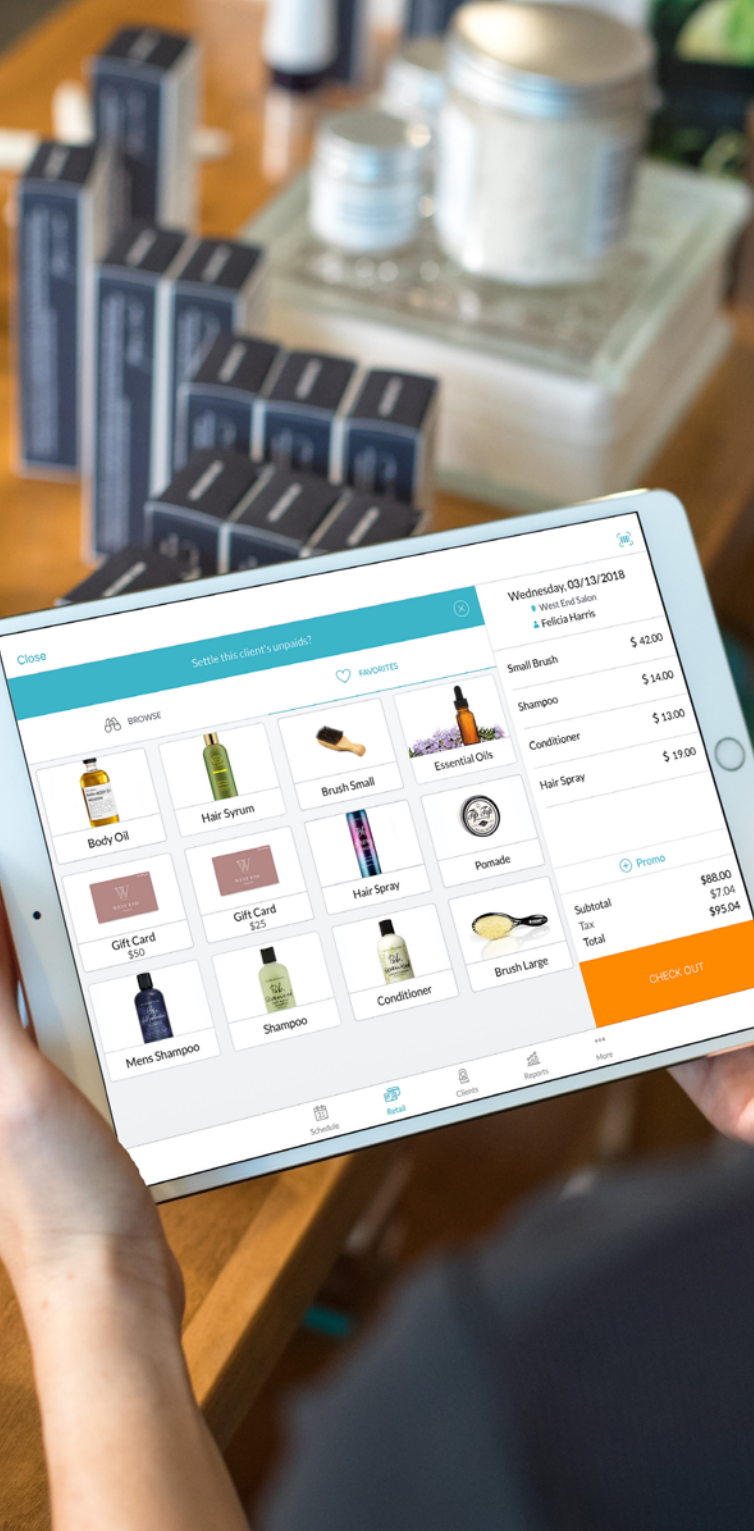 Close
Settle this client's unpaids?
BROWSE
FAVORITES
Body Oil
Hair Syrum
Brush Small
Essential Oils
Gift Card
$50
Gift Card
$25
Hair Spray
Pomade
Mens Shampoo
Shampoo
Conditioner
Brush Large
Wednesday, 03/13/2018
West End Salon
Felicia Harris
Small Brush $ 42.00
Shampoo $ 14.00
Conditioner $ 13.00
Hair Spray $ 19.00
Promo
Subtotal $88.00
Tax $7.04
Total $95.04
CHECK OUT
Schedule
Retail
Clients
Reports
More